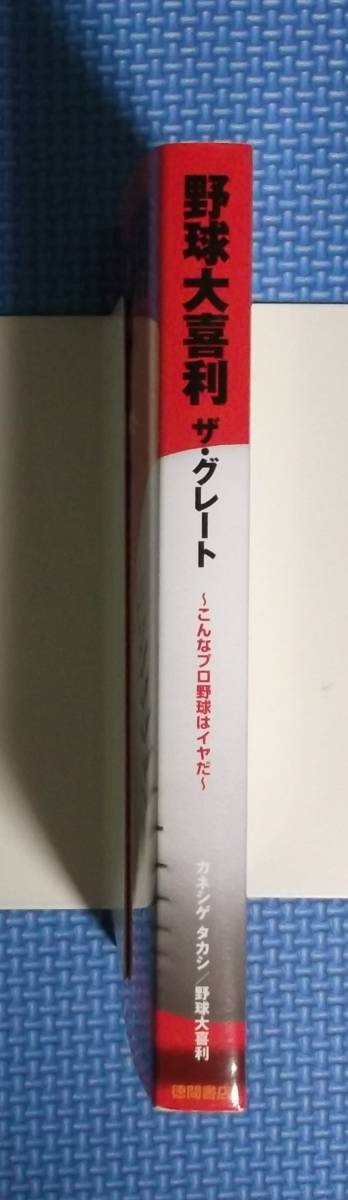 野球大喜利 ザ・グレート
～こんなプロ野球はイヤだ～
カネシゲ タカシ／野球大喜利
徳間書店